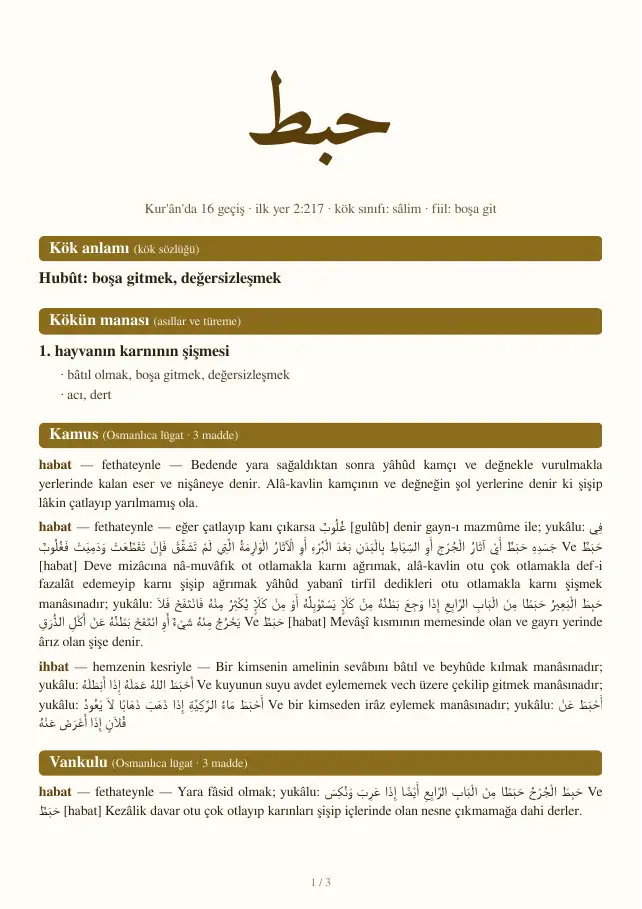 حبط
Kur'ân'da 16 geçiş · ilk yer 2:217 · kök sınıfı: sâlim · fiil: boşa git
Kök anlamı (kök sözlüğü)
Hubût: boşa gitmek, değersizleşmek
Kökün manası (asıllar ve türeme)
1. hayvanın karnının şişmesi
· bâtıl olmak, boşa gitmek, değersizleşmek
· acı, dert
Kamus (Osmanlıca lügat · 3 madde)
habat — fethateynle — Bedende yara sağaldıktan sonra yâhûd kamçı ve değnekle vurulmakla
yerlerinde kalan eser ve nişâneye denir. Alâ-kavlin kamçının ve değneğin şol yerlerine denir ki şişip
lâkin çatlayıp yarılmamış ola.
habat — fethateynle — eğer çatlayıp kanı çıkarsa عُلُوبٌ [gulûb] denir gayn-ı mazmûme ile; yukâlu: فِي
جَسَدِهِ حَبَطٌ أَيْ آثَارُ الْجُرْحِ أَوِ السِّيَاطِ بِالْبَدَنِ بَعْدَ الْبُرْءِ أَوِ الْآثَارُ الْوَارِمَةُ الَّتِي لَمْ تَشَقَّقْ فَإِنْ تَقَطَّعَتْ وَدَمِيَتْ فَعُلُوبٌ Ve حَبَطٌ
[habat] Deve mizâcına nâ-muvâfık ot otlamakla karnı ağrımak, alâ-kavlin otu çok otlamakla def-i
fazalât edemeyip karnı şişip ağrımak yâhûd yabanî tirfil dedikleri otu otlamakla karnı şişmek
manâsınadır; yukâlu: حَبِطَ الْبَعِيرُ حَبَطًا مِنَ الْبَابِ الرَّابِعِ إِذَا وَجِعَ بَطْنُهُ مِنْ كَلَإٍ يَسْتَوْبِلُهُ أَوْ مِنْ كَلَإٍ يُكْثِرُ مِنْهُ فَانْتَفَخَ فَلاَ
يَخْرُجُ مِنْهُ شَيْءٌ أَوِ انْتَفَخَ بَطْنُهُ عَنْ أَكْلِ الذُّرَقِ Ve حَبَطٌ [habat] Mevâşî kısmının memesinde olan ve gayrı yerinde
ârız olan şişe denir.
ihbat — hemzenin kesriyle — Bir kimsenin amelinin sevâbını bâtıl ve beyhûde kılmak manâsınadır;
yukâlu: أَحْبَطَ اللهُ عَمَلَهُ إِذَا أَبْطَلَهُ Ve kuyunun suyu avdet eylememek vech üzere çekilip gitmek manâsınadır;
yukâlu: أَحْبَطَ مَاءُ الرَّكِيَّةِ إِذَا ذَهَبَ ذَهَابًا لاَ يَعُودُ Ve bir kimseden irâz eylemek manâsınadır; yukâlu: أَحْبَطَ عَنْ
فُلاَنٍ إِذَا أَعْرَضَ عَنْهُ
Vankulu (Osmanlıca lügat · 3 madde)
habat — fethateynle — Yara fâsid olmak; yukâlu: حَبِطَ الْجُرْحُ حَبَطًا مِنَ الْبَابِ الرَّابِعِ أَيْضًا إِذَا عَرِبَ وَنُكِسَ Ve
حَبَطٌ [habat] Kezâlik davar otu çok otlayıp karınları şişip içlerinde olan nesne çıkmamağa dahi derler.
1 / 3